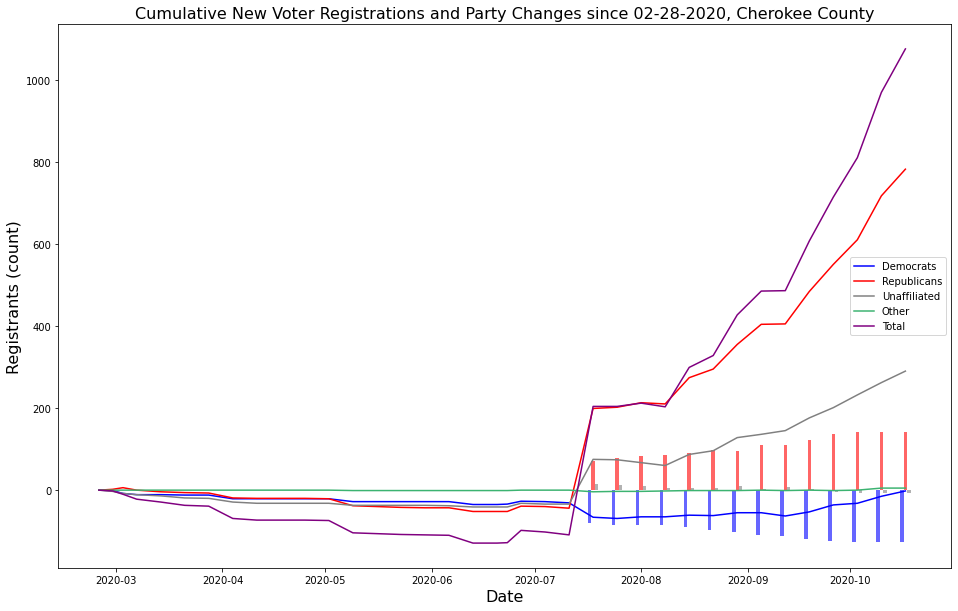 Cumulative New Voter Registrations and Party Changes since 02-28-2020, Cherokee County
Registrants (count)
1000
800
600
400
200
0
Democrats
Republicans
Unaffiliated
Other
Total
2020-03
2020-04
2020-05
2020-06
2020-07
2020-08
2020-09
2020-10
Date